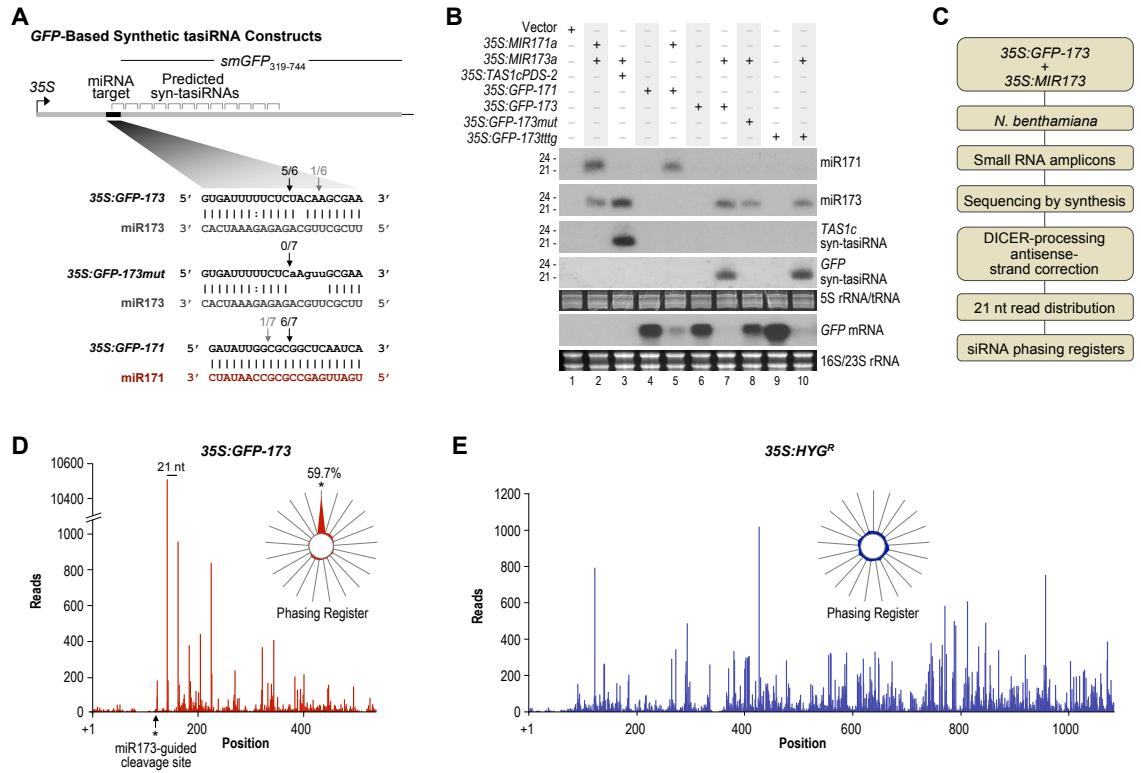 A
GFP-Based Synthetic tasiRNA Constructs
smGFP319-744
miRNA target
Predicted syn-tasiRNAs
35S
5/6
1/6
35S:GFP-173 5’ GUGAUUUUUCUCUACAAGCGAA 3’
miR173 3’ CACUAAAGAGAGACGUUCGCUU 5’
0/7
35S:GFP-173mut 5’ GUGAUUUUUCUCaAguuGCGAA 3’
miR173 3’ CACUAAAGAGAGACGUUCGCUU 5’
1/7
6/7
35S:GFP-171 5’ GAUAUUGGCGCGGCUCAAUCA 3’
miR171 3’ CUAUAACCGCGCCGAGUUAGU 5’
B
Vector + – – – – – – – – –
35S:MIR171a – + – – + – – – – –
35S:MIR173a – + + – – – + + – +
35S:TAS1cPDS-2 – – + – – – – – – –
35S:GFP-171 – – – + + – – – – –
35S:GFP-173 – – – – – + + – – –
35S:GFP-173mut – – – – – – – + – –
35S:GFP-173tttg – – – – – – – – + +
24 -
21 -
miR171
24 -
21 -
miR173
24 -
21 -
TAS1c
syn-tasiRNA
24 -
21 -
GFP
syn-tasiRNA
5S rRNA/tRNA
GFP mRNA
16S/23S rRNA
1 2 3 4 5 6 7 8 9 10
C
35S:GFP-173
+
35S:MIR173
N. benthamiana
Small RNA amplicons
Sequencing by synthesis
DICER-processing
antisense-
strand correction
21 nt read distribution
siRNA phasing registers
D
35S:GFP-173
10600
10400
1000
800
600
400
200
0
Reads
21 nt
59.7%
*
Phasing Register
+1 200 400
Position
*
miR173-guided
cleavage site
E
35S:HYGR
1200
1000
800
600
400
200
0
Reads
Phasing Register
+1 200 400 600 800 1000
Position